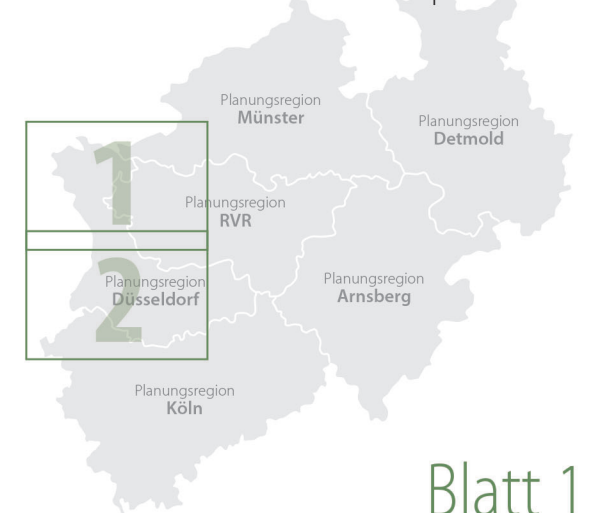 Planungsregion
Münster
Planungsregion
Detmold
1
Planungsregion
RVR
2
Planungsregion
Düsseldorf
Planungsregion
Arnsberg
Planungsregion
Köln
Blatt 1